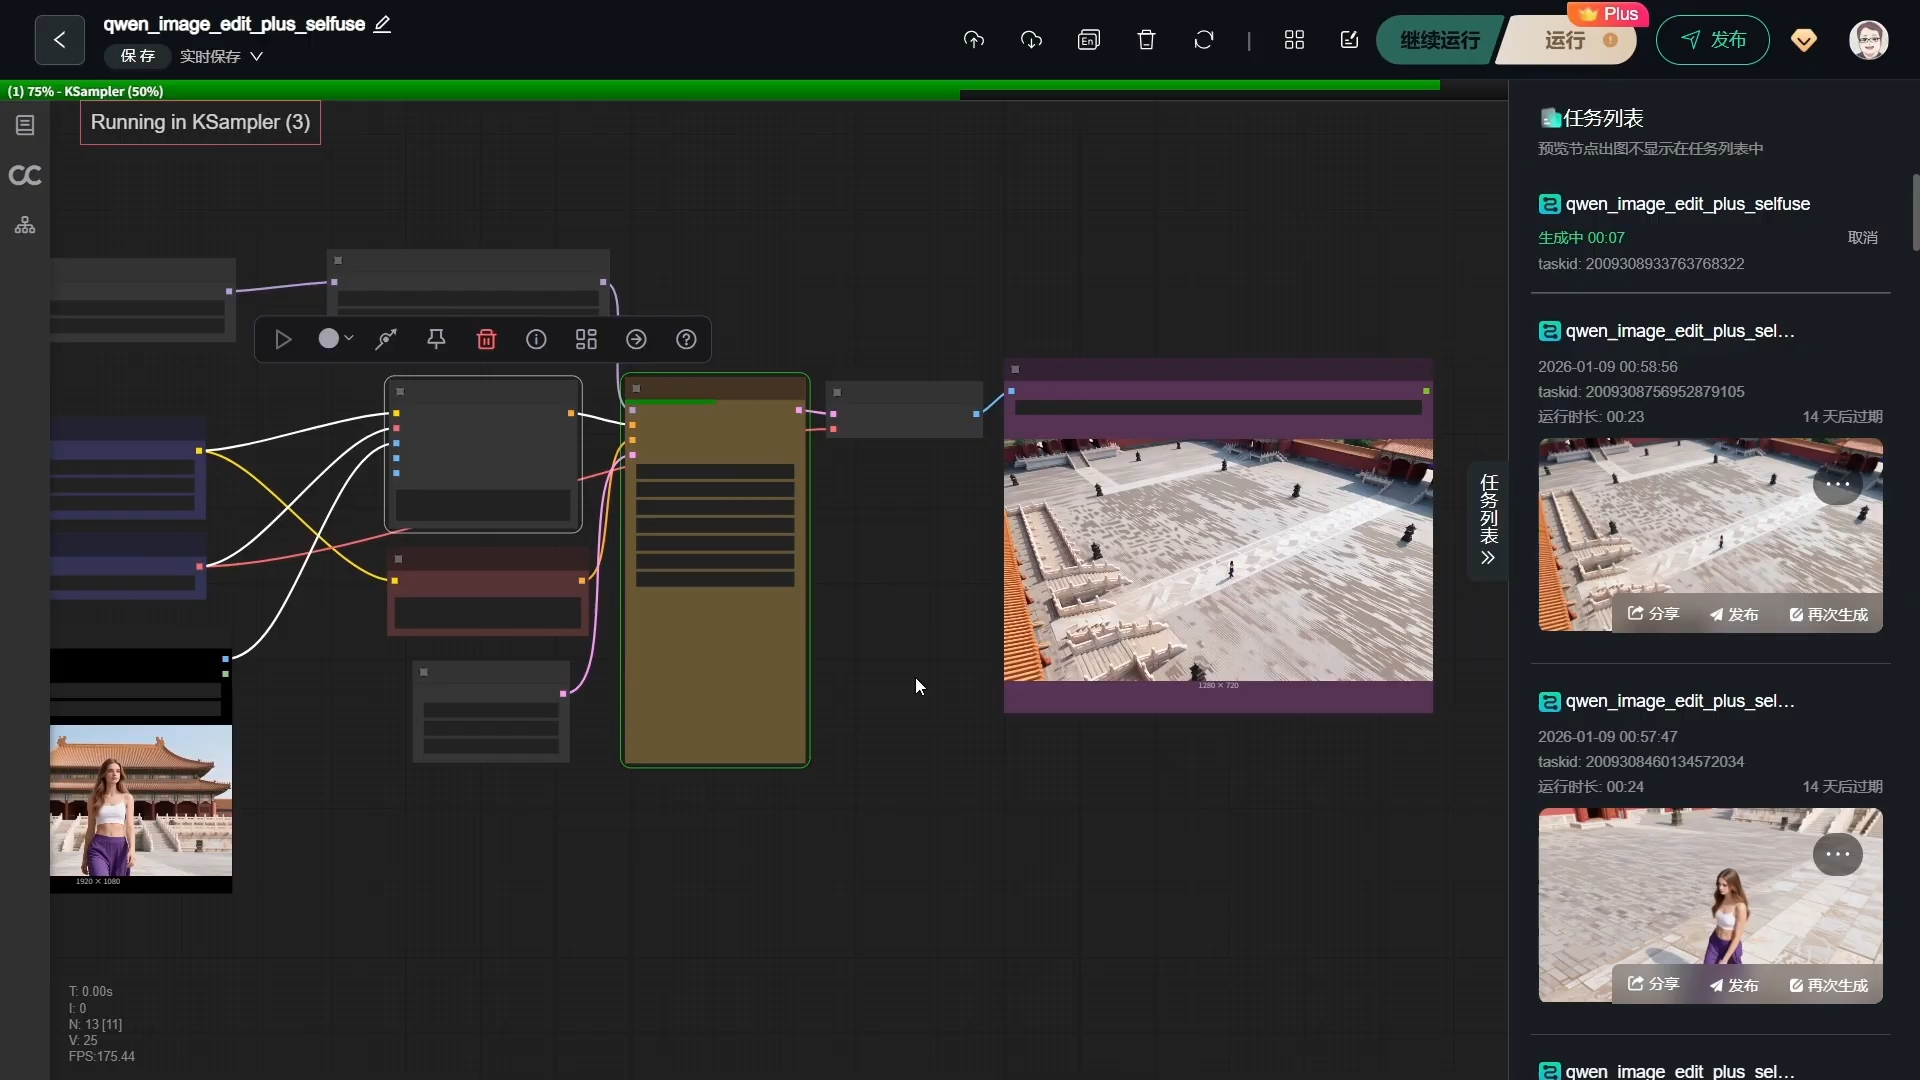 qwen_image_edit_plus_selfuse
保 存
实时保存
En
继续运行
运行
Plus
发布
(1) 75% - KSampler (50%)
Running in KSampler (3)
1280 × 720
1920 × 1080
T: 0.00s
I: 0
N: 13 [11]
V: 25
FPS:175.44
任务列表
任务列表
预览节点出图不显示在任务列表中
qwen_image_edit_plus_selfuse
生成中 00:07
取消
taskid: 2009308933763768322
qwen_image_edit_plus_sel…
2026-01-09 00:58:56
taskid: 2009308756952879105
运行时长: 00:23
14 天后过期
分享
发布
再次生成
qwen_image_edit_plus_sel…
2026-01-09 00:57:47
taskid: 2009308460134572034
运行时长: 00:24
14 天后过期
分享
发布
再次生成
qwen_image_edit_plus_sel…